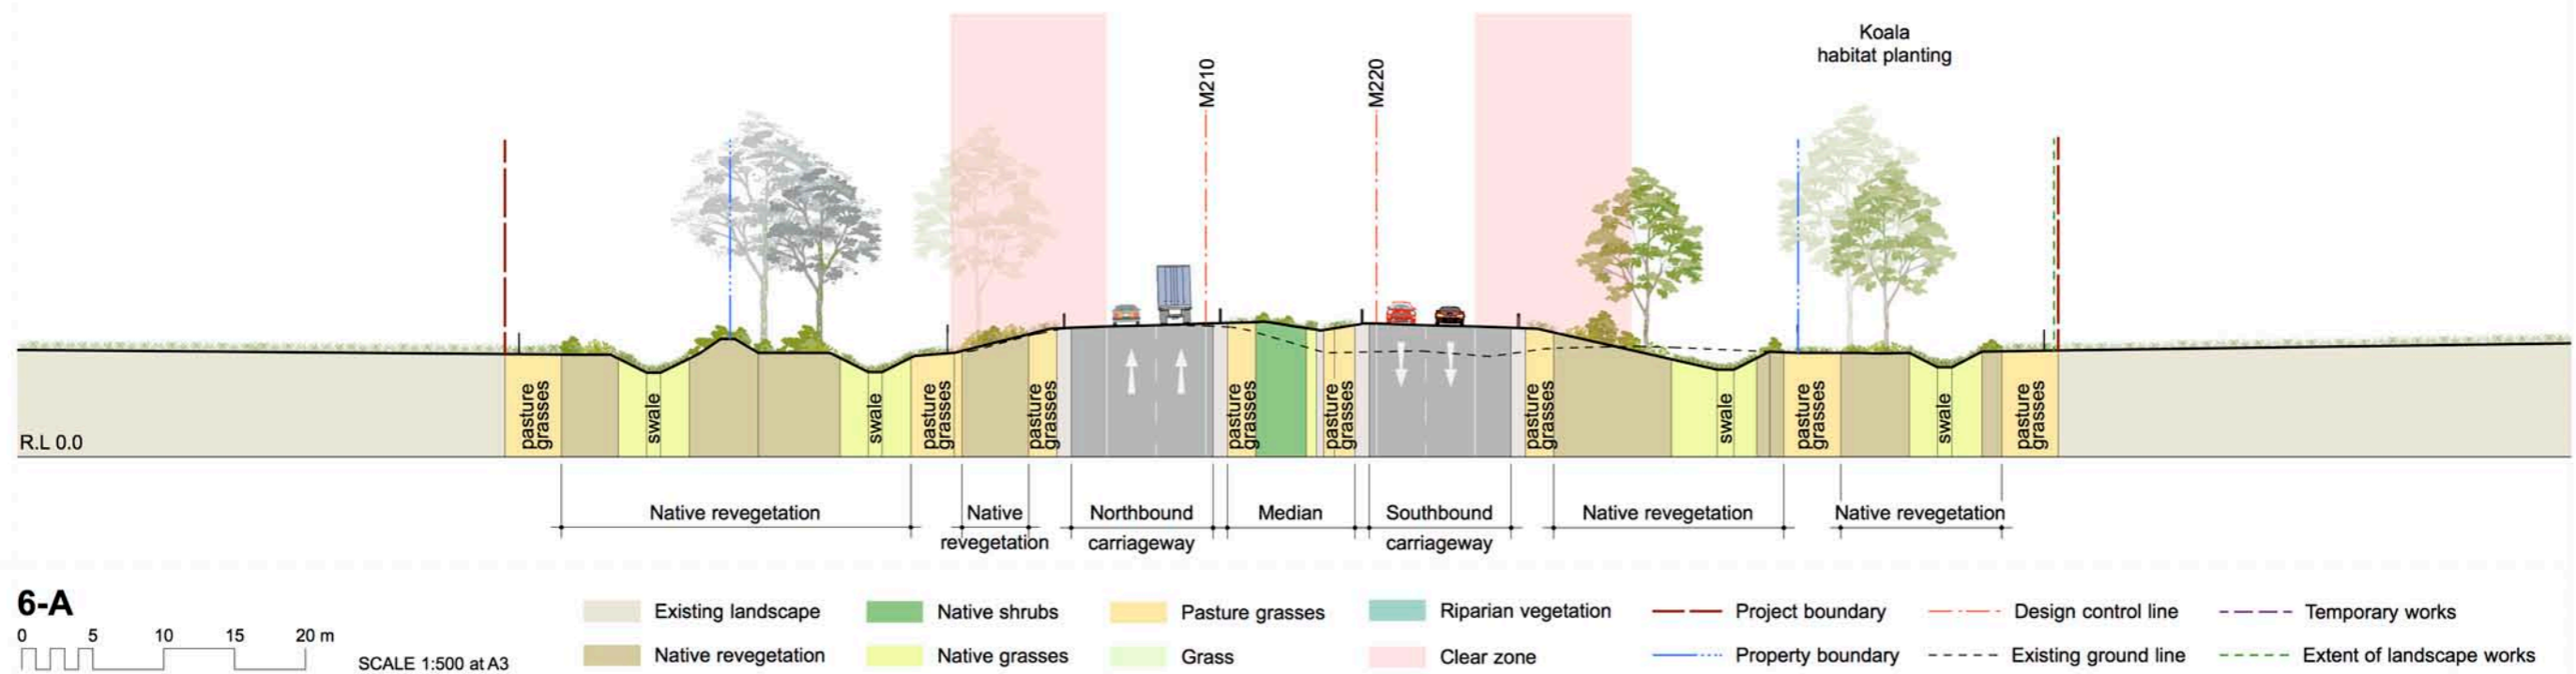 Koala
habitat planting
M210
M220
R.L 0.0
pasture
grasses
swale
swale
pasture
grasses
pasture
grasses
pasture
grasses
pasture
grasses
pasture
grasses
swale
pasture
grasses
swale
pasture
grasses
Native revegetation
Native
revegetation
Northbound
carriageway
Median
Southbound
carriageway
Native revegetation
Native revegetation
6-A
0 5 10 15 20 m
SCALE 1:500 at A3
Existing landscape
Native revegetation
Native shrubs
Native grasses
Pasture grasses
Grass
Riparian vegetation
Clear zone
Project boundary
Property boundary
Design control line
Existing ground line
Temporary works
Extent of landscape works